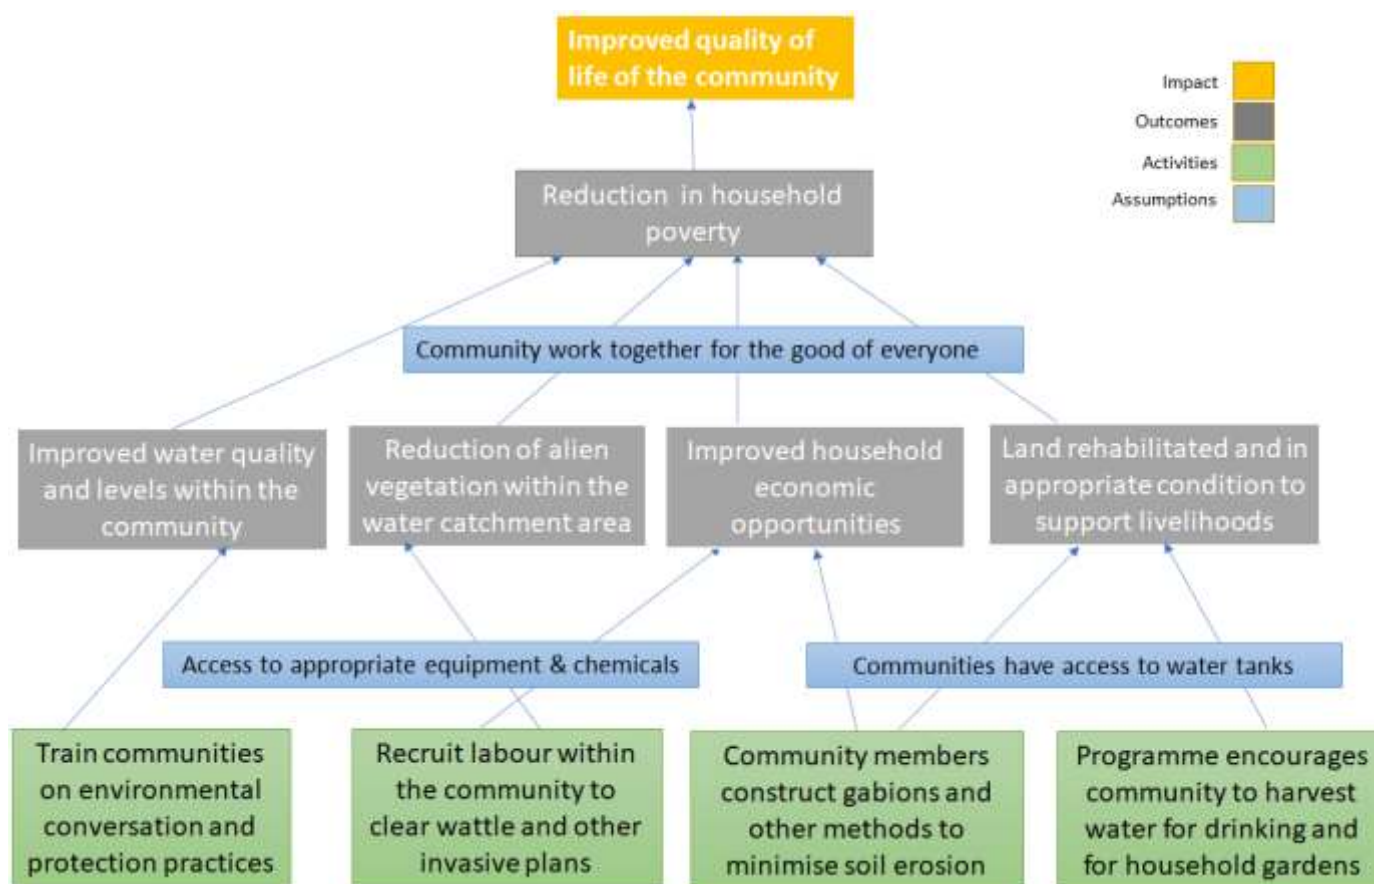 Improved quality of
life of the community
Impact
Outcomes
Activities
Assumptions
Reduction in household
poverty
Community work together for the good of everyone
Improved water quality
and levels within the
community
Reduction of alien
vegetation within the
water catchment area
Improved household
economic
opportunities
Land rehabilitated and in
appropriate condition to
support livelihoods
Access to appropriate equipment & chemicals
Communities have access to water tanks
Train communities
on environmental
conversation and
protection practices
Recruit labour within
the community to
clear wattle and other
invasive plans
Community members
construct gabions and
other methods to
minimise soil erosion
Programme encourages
community to harvest
water for drinking and
for household gardens